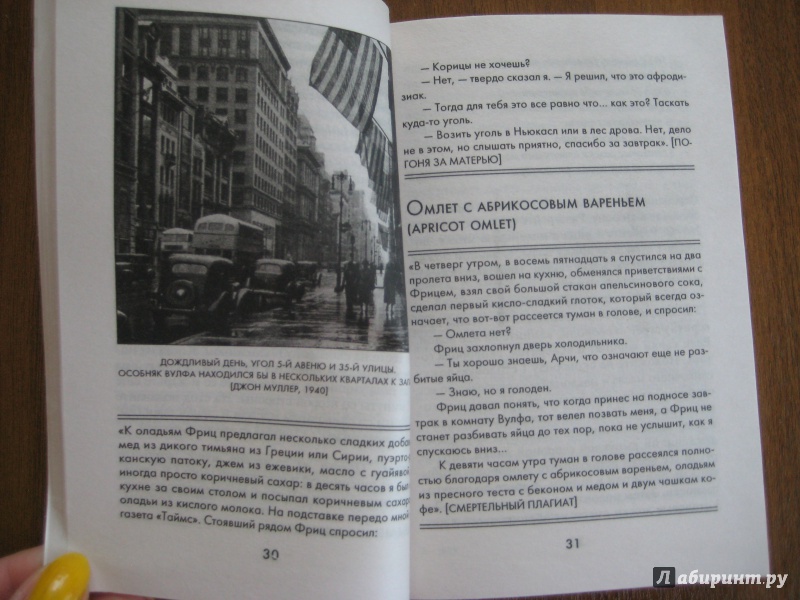 ДОЖДЛИВЫЙ ДЕНЬ, УГОЛ 5-Й АВЕНЮ И 35-Й УЛИЦЫ.
ОСОБНЯК ВУЛФА НАХОДИЛСЯ БЫ В НЕСКОЛЬКИХ КВАРТАЛАХ К
[ДЖОН МУЛЛЕР, 1940]
«К оладьям Фриц предлагал несколько сладких
мед из дикого тимьяна из Греции или Сирии,
канскую патоку, джем из ежевики, масло с
иногда просто коричневый сахар: в десять часов я
кухне за своим столом и посыпал коричневым
оладьи из кислого молока. На подставке передо
газета «Таймс». Стоявший рядом Фриц спросил:
30
— Корицы не хочешь?
— Нет, — твердо сказал я. — Я решил, что это афроди-
зиак.
— Тогда для тебя это все равно что... как это? Таскать
куда-то уголь.
— Возить уголь в Ньюкасл или в лес дрова. Нет, дело
не в этом, но слышать приятно, спасибо за завтрак». [ПО-
ГОНЯ ЗА МАТЕРЬЮ]
Омлет с абрикосовым вареньем
(APRICOT OMLET)
«В четверг утром, в восемь пятнадцать я спустился на два
пролета вниз, вошел на кухню, обменялся приветствиями с
Фрицем, взял свой большой стакан апельсинового сока,
сделал первый кисло-сладкий глоток, который всегда оз-
начает, что вот-вот рассеется туман в голове, и спросил:
— Омлета нет?
Фриц захлопнул дверь холодильника.
— Ты хорошо знаешь, Арчи, что означают еще не раз-
битые яйца.
— Знаю, но я голоден.
Фриц давал понять, что когда принес на подносе зав-
трак в комнату Вулфа, тот велел позвать меня, а Фриц не
станет разбивать яйца до тех пор, пока не услышит, как я
спускаюсь вниз...
К девяти часам утра туман в голове рассеялся полно-
стью благодаря омлету с абрикосовым вареньем, оладьям
из пресного теста с беконом и медом и двум чашкам ко-
фе». [СМЕРТЕЛЬНЫЙ ПЛАГИАТ]
31
Лабиринт.ру